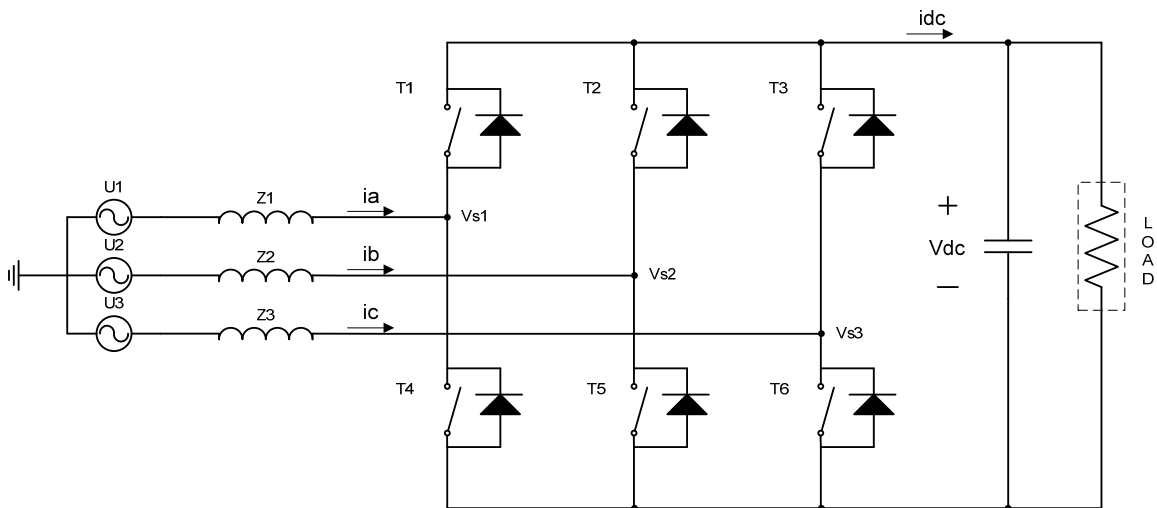 idc
T1
T2
T3
U1
Z1
ia
Vs1
U2
Z2
ib
Vs2
U3
Z3
ic
Vs3
+
Vdc
—
LOAD
T4
T5
T6